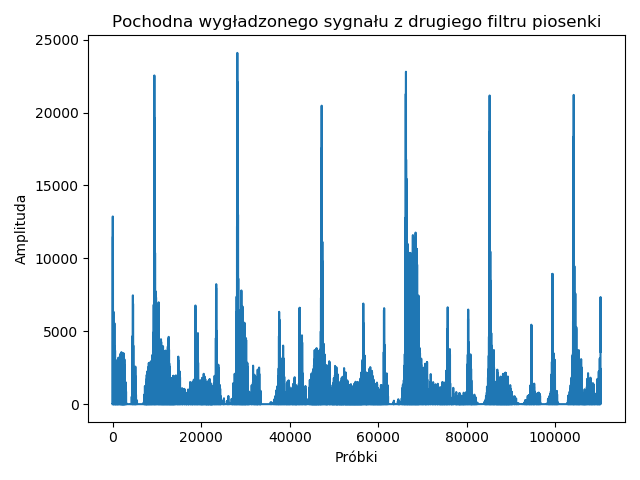 Pochodna wygładzonego sygnału z drugiego filtru piosenki
25000
20000
15000
10000
5000
0
Amplituda
0 20000 40000 60000 80000 100000
Próbki